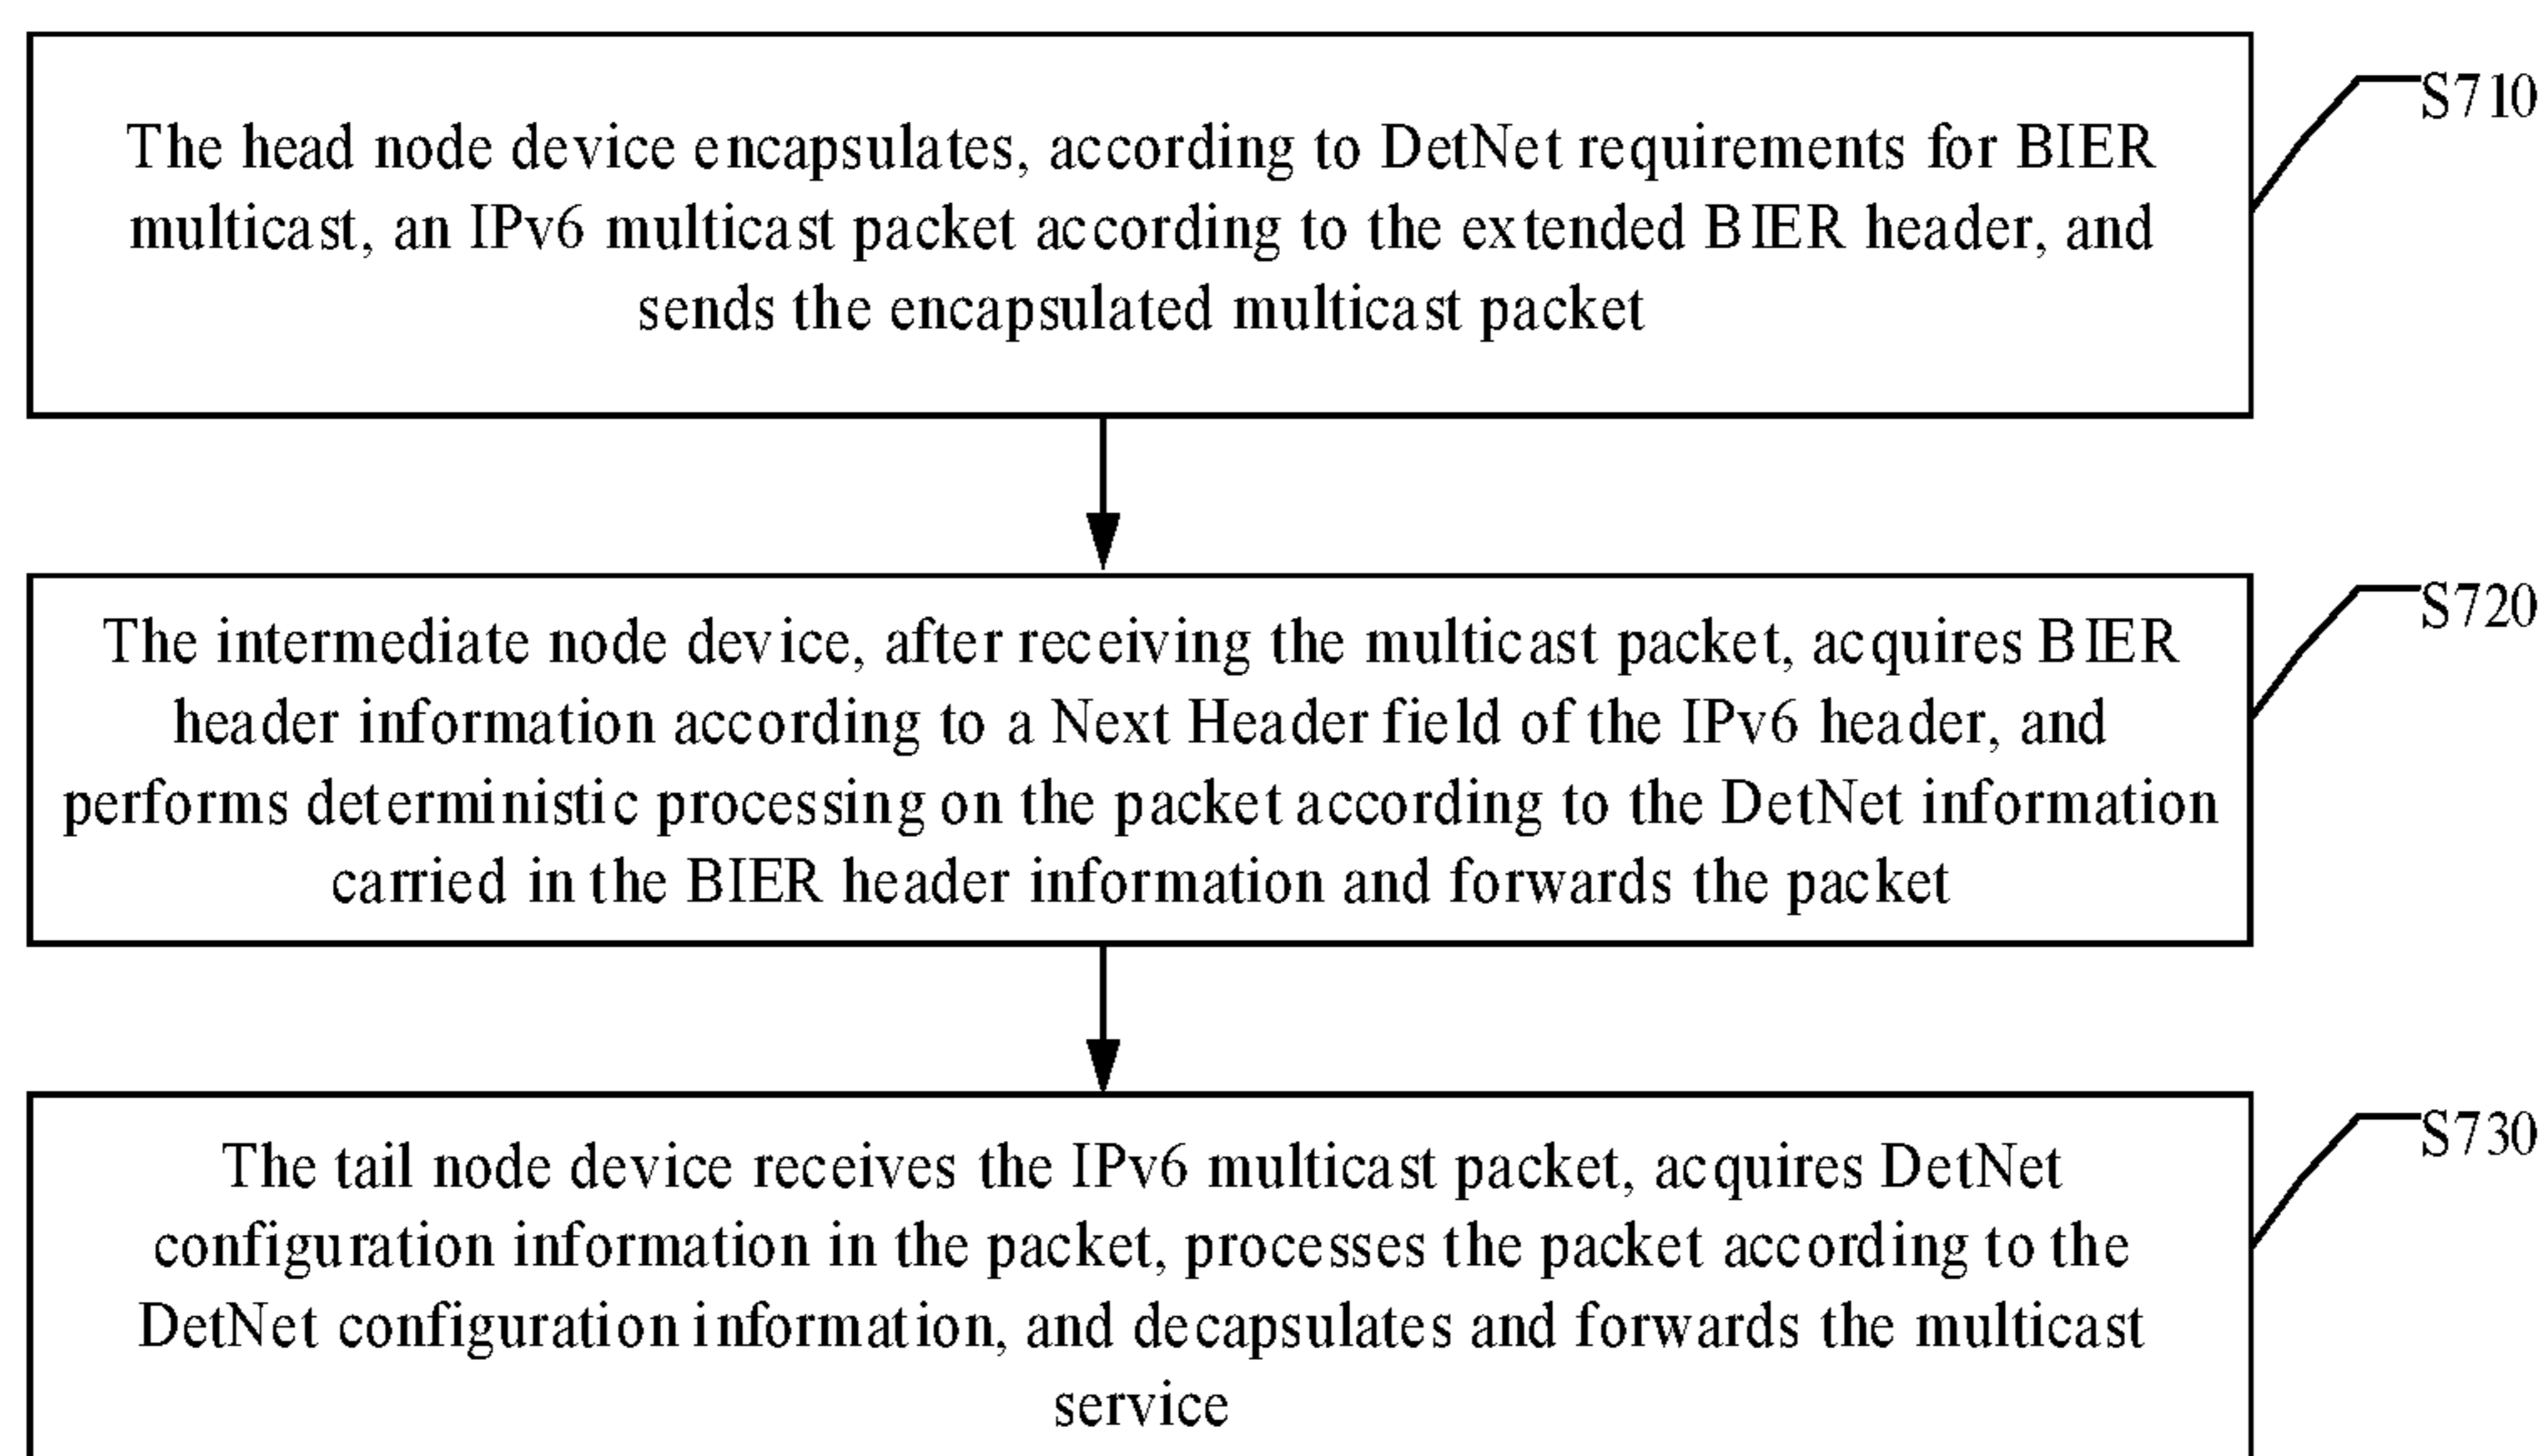 The head node device encapsulates, according to DetNet requirements for BIER
multicast, an IPv6 multicast packet according to the extended BIER header, and
sends the encapsulated multicast packet
S710
The intermediate node device, after receiving the multicast packet, acquires BIER
header information according to a Next Header field of the IPv6 header, and
performs deterministic processing on the packet according to the DetNet information
carried in the BIER header information and forwards the packet
S720
The tail node device receives the IPv6 multicast packet, acquires DetNet
configuration information in the packet, processes the packet according to the
DetNet configuration information, and decapsulates and forwards the multicast
service
S730